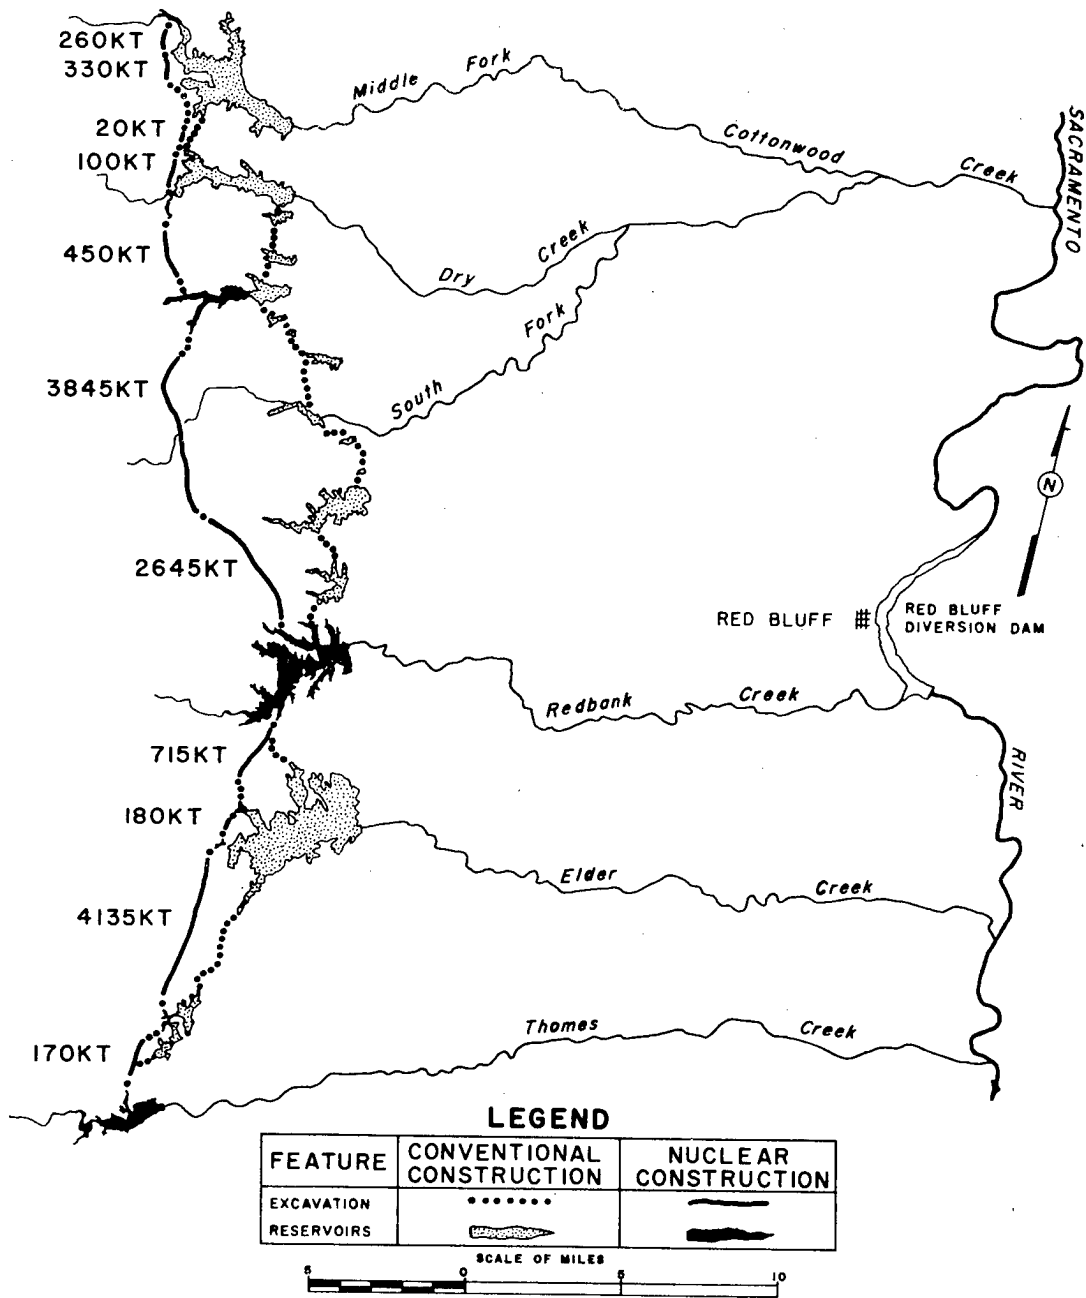 260KT
330KT
20KT
100KT
450KT
3845KT
2645KT
715KT
180KT
4135KT
170KT
Middle Fork Cottonwood Creek
Dry Creek
South Fork
SACRAMENTO
RIVER
N
RED BLUFF
RED BLUFF
DIVERSION DAM
Redbank Creek
Elder Creek
Thomes Creek
LEGEND
FEATURE
CONVENTIONAL
CONSTRUCTION
NUCLEAR
CONSTRUCTION
EXCAVATION
RESERVOIRS
SCALE OF MILES
5 0 5 10